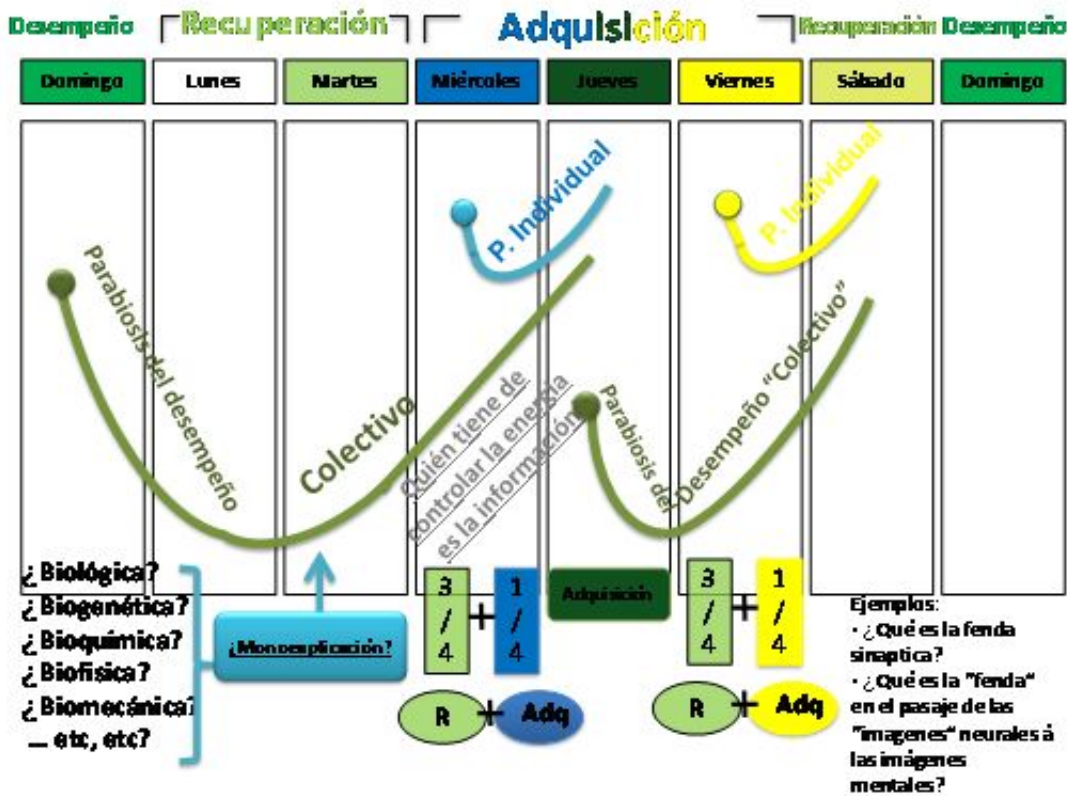 Desempeño
Recuperación
Adquisición
Recuperación
Desempeño
Domingo
Lunes
Martes
Miércoles
Jueves
Viernes
Sábado
Domingo
P. Individual
P. Individual
Parabiosis del desempeño
Colectivo
Quién tiene de
controlar la energia
es la información
Parabiosis del
Desempeño "Colectivo"
¿Biológica?
¿Biogenética?
¿Bioquímica?
¿Biofísica?
¿Biomecánica?
... etc, etc?
¿Monoexplicación?
3
/
4
+
1
/
4
Adquisición
3
/
4
+
1
/
4
R + Adq
R + Adq
Ejemplos:
· ¿Qué es la fenda
sinaptica?
· ¿Qué es la "fenda"
en el pasaje de las
"imagenes" neurales á
las imágenes
mentales?